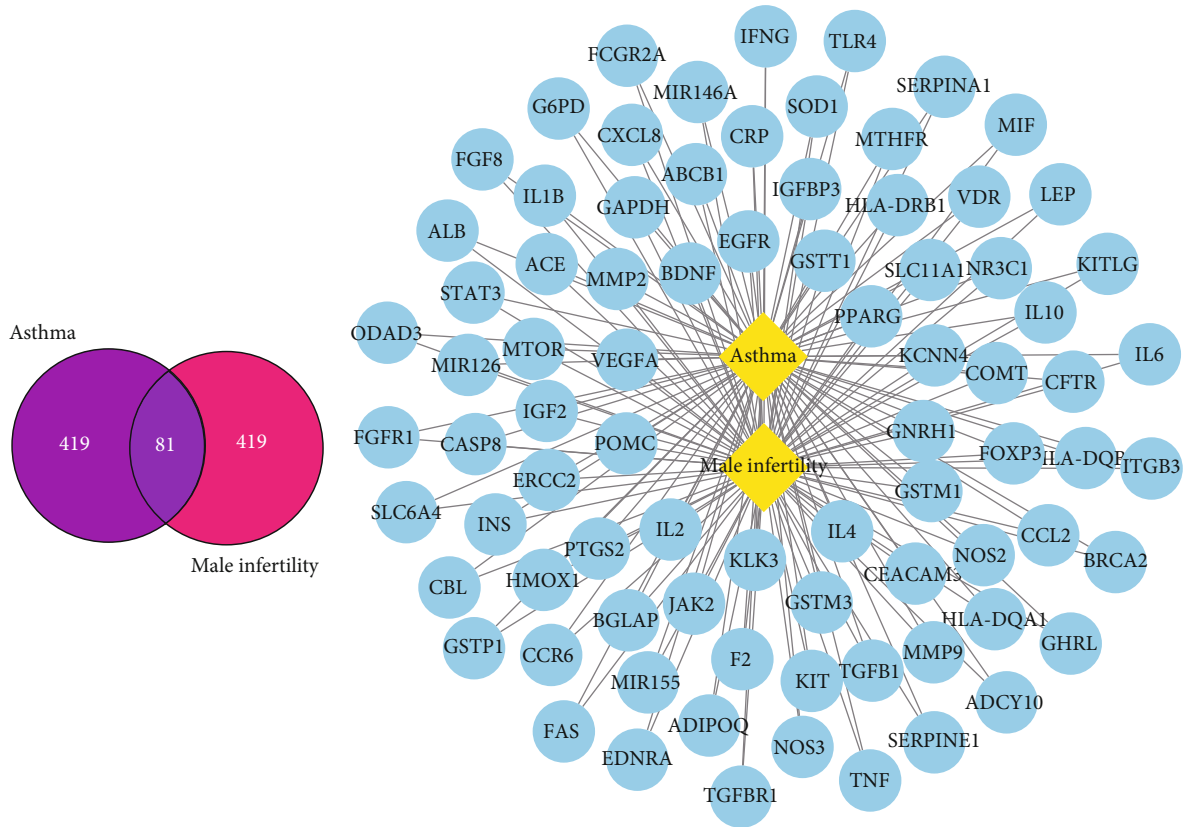 Asthma
419
81
419
Male infertility
IFNG
TLR4
FCGR2A
SERPINA1
MIR146A
G6PD
SOD1
MIF
CXCL8
CRP
MTHFR
FGF8
ABCB1
IGFBP3
IL1B
GAPDH
HLA-DRB1
VDR
LEP
ALB
EGFR
ACE
BDNF
GSTT1
SLC11A1
NR3C1
KITLG
MMP2
STAT3
PPARG
IL10
ODAD3
MTOR
VEGFA
Asthma
KCNN4
IL6
MIR126
COMT
CFTR
IGF2
FGFR1
CASP8
POMC
GNRH1
Male infertility
FOXP3
ITGB3
ERCC2
GSTM1
SLC6A4
INS
IL2
IL4
PTGS2
CCL2
KLK3
NOS2
BRCA2
CBL
HMOX1
JAK2
GSTM3
HLA-DQA1
BGLAP
GSTP1
CCR6
F2
MMP9
GHRL
MIR155
KIT
TGFB1
ADCY10
FAS
ADIPOQ
SERPINE1
EDNRA
NOS3
TNF
TGFBR1